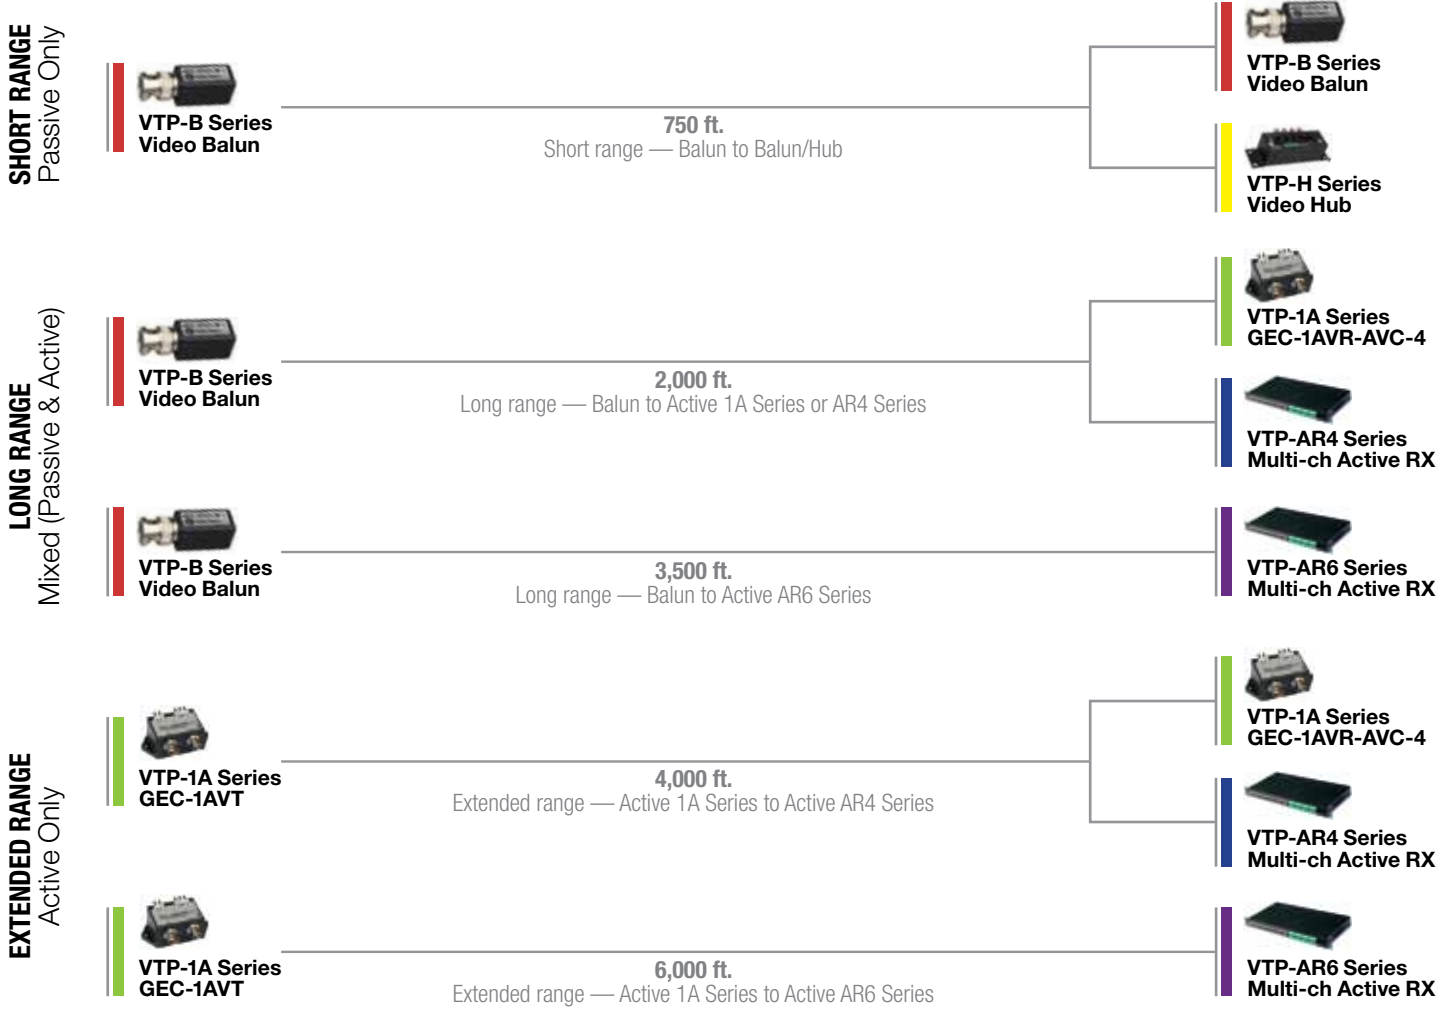 SHORT RANGE
Passive Only
VTP-B Series
Video Balun
750 ft.
Short range — Balun to Balun/Hub
VTP-B Series
Video Balun
VTP-H Series
Video Hub
LONG RANGE
Mixed (Passive & Active)
VTP-B Series
Video Balun
2,000 ft.
Long range — Balun to Active 1A Series or AR4 Series
VTP-1A Series
GEC-1AVR-AVC-4
VTP-AR4 Series
Multi-ch Active RX
VTP-B Series
Video Balun
3,500 ft.
Long range — Balun to Active AR6 Series
VTP-AR6 Series
Multi-ch Active RX
EXTENDED RANGE
Active Only
VTP-1A Series
GEC-1AVT
4,000 ft.
Extended range — Active 1A Series to Active AR4 Series
VTP-1A Series
GEC-1AVR-AVC-4
VTP-AR4 Series
Multi-ch Active RX
VTP-1A Series
GEC-1AVT
6,000 ft.
Extended range — Active 1A Series to Active AR6 Series
VTP-AR6 Series
Multi-ch Active RX